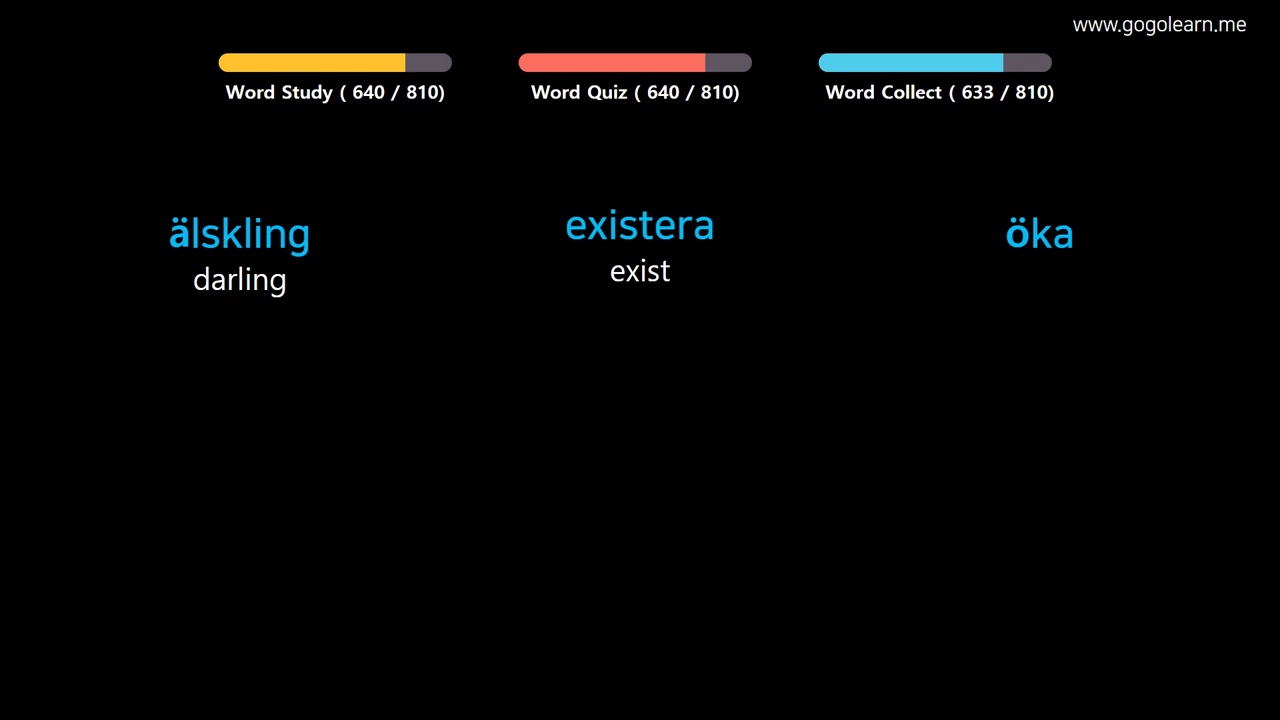 www.gogolearn.me
Word Study ( 640 / 810)
Word Quiz ( 640 / 810)
Word Collect ( 633 / 810)
älskling
darling
existera
exist
öka